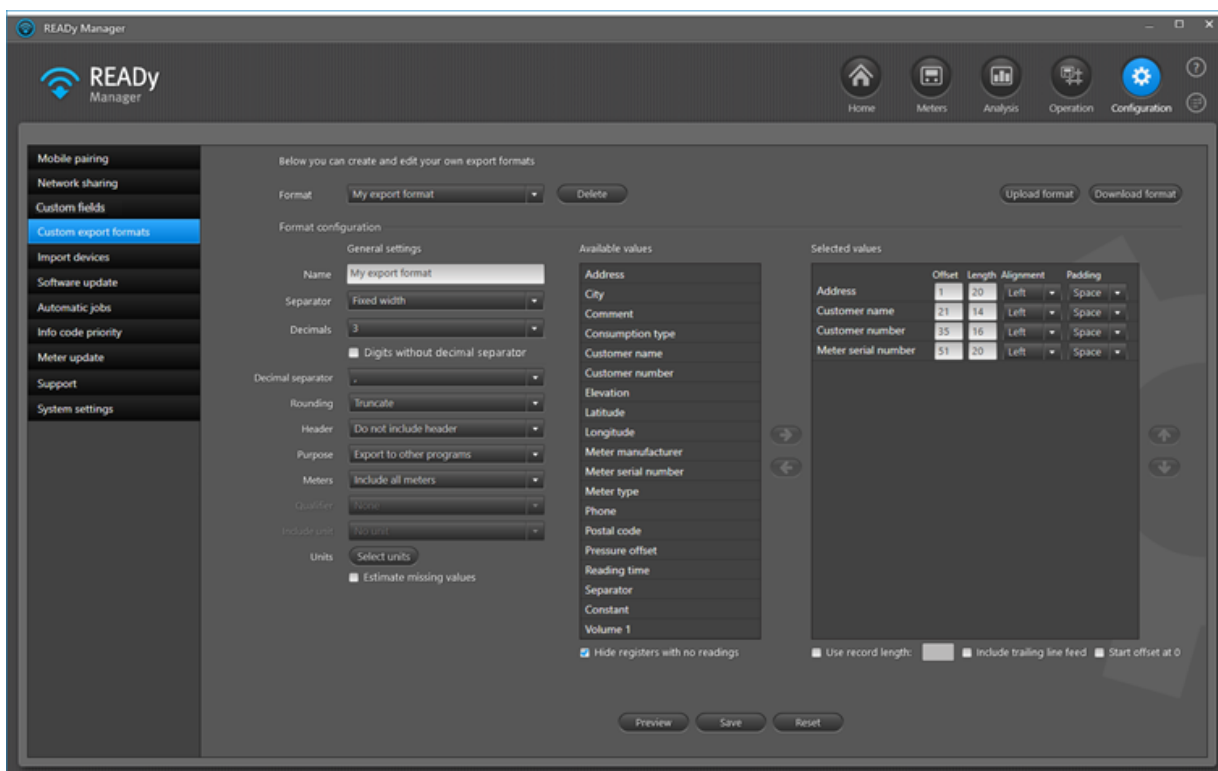 READy Manager
READy
Manager
Home Meters Analysis Operation Configuration
Mobile pairing
Network sharing
Custom fields
Custom export formats
Import devices
Software update
Automatic jobs
Info code priority
Meter update
Support
System settings
Below you can create and edit your own export formats
Format My export format Delete Upload format Download format
Format configuration
General settings
Name My export format
Separator Fixed width
Decimals 3
Digits without decimal separator
Decimal separator ,
Rounding Truncate
Header Do not include header
Purpose Export to other programs
Meters Include all meters
Qualifier None
Include unit No unit
Units Select units
Estimate missing values
Available values
Address
City
Comment
Consumption type
Customer name
Customer number
Elevation
Latitude
Longitude
Meter manufacturer
Meter serial number
Meter type
Phone
Postal code
Pressure offset
Reading time
Separator
Constant
Volume 1
Hide registers with no readings
Selected values
Offset Length Alignment Padding
Address 1 20 Left Space
Customer name 21 14 Left Space
Customer number 35 16 Left Space
Meter serial number 51 20 Left Space
Use record length: Include trailing line feed Start offset at 0
Preview Save Reset